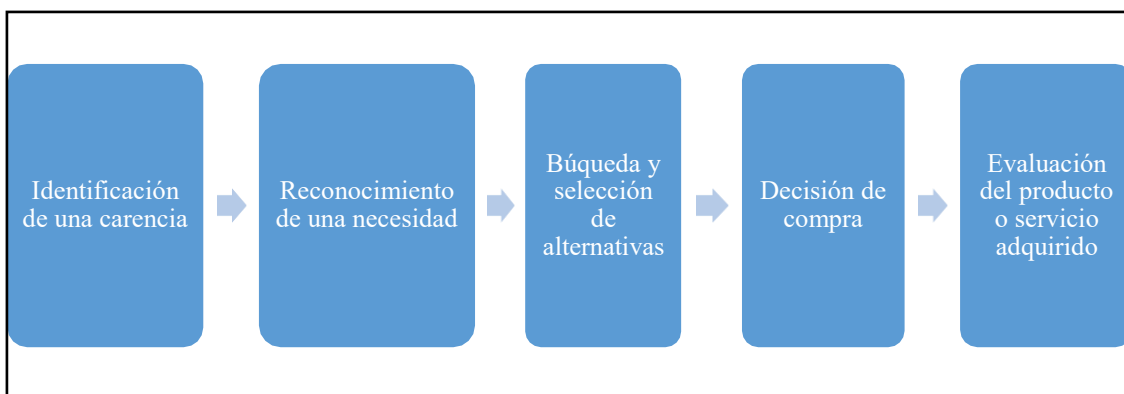 Identificación
de una carencia
Reconocimiento
de una necesidad
Búqueda y
selección
de
alternativas
Decisión de
compra
Evaluación
del producto
o servicio
adquirido